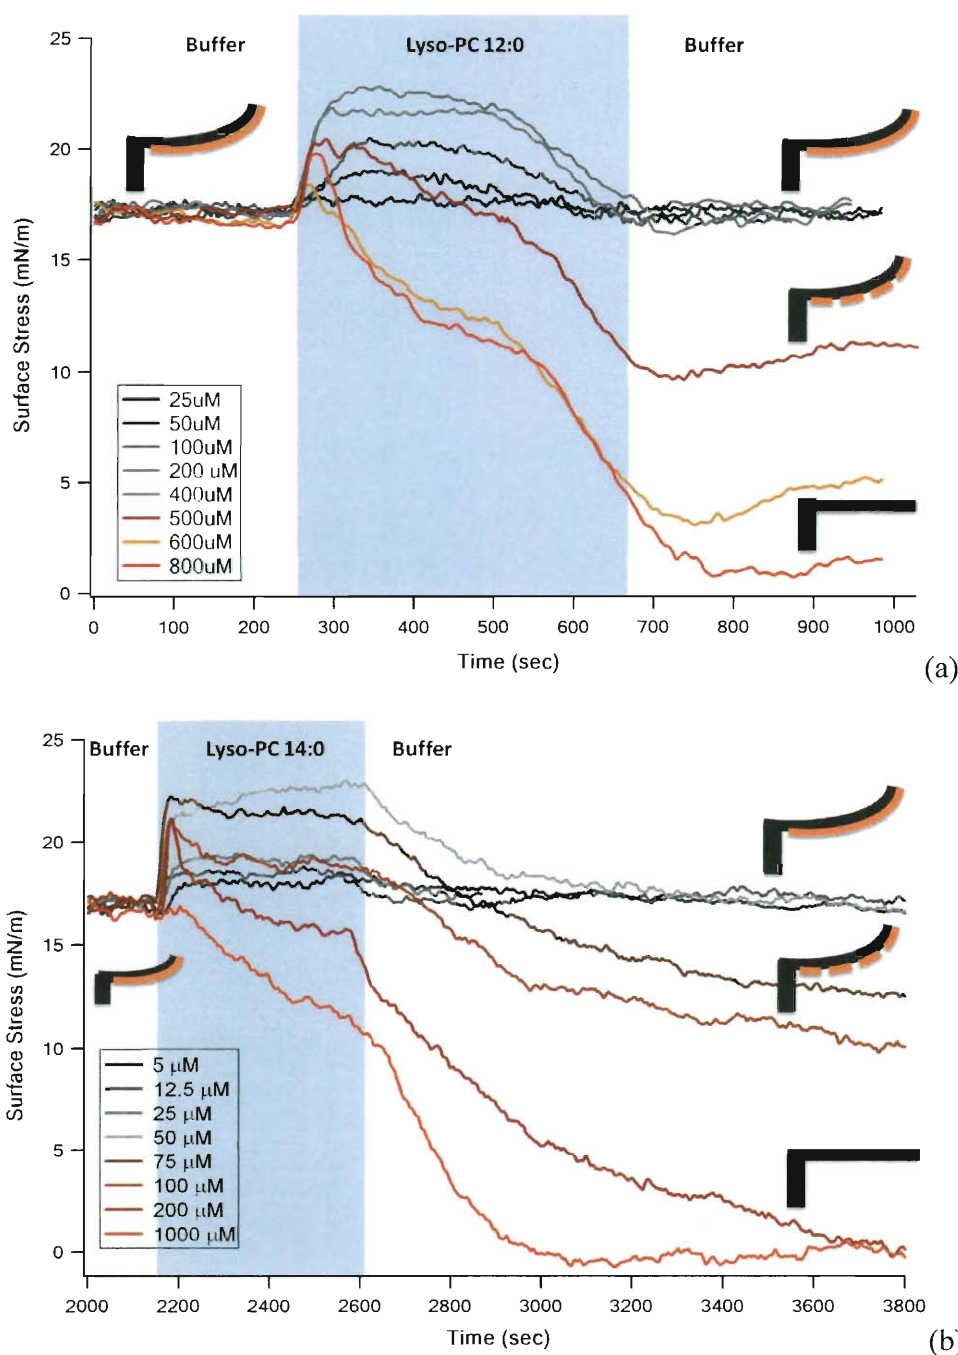 Buffer Lyso-PC 12:0 Buffer
25
20
15
10
5
0
Surface Stress (mN/m)
25uM
50uM
100uM
200 uM
400uM
500uM
600uM
800uM
0 100 200 300 400 500 600 700 800 900 1000
Time (sec)
(a)
Buffer Lyso-PC 14:0 Buffer
25
20
15
10
5
0
Surface Stress (mN/m)
5 µM
12.5 µM
25 µM
50 µM
75 µM
100 µM
200 µM
1000 µM
2000 2200 2400 2600 2800 3000 3200 3400 3600 3800
Time (sec)
(b)